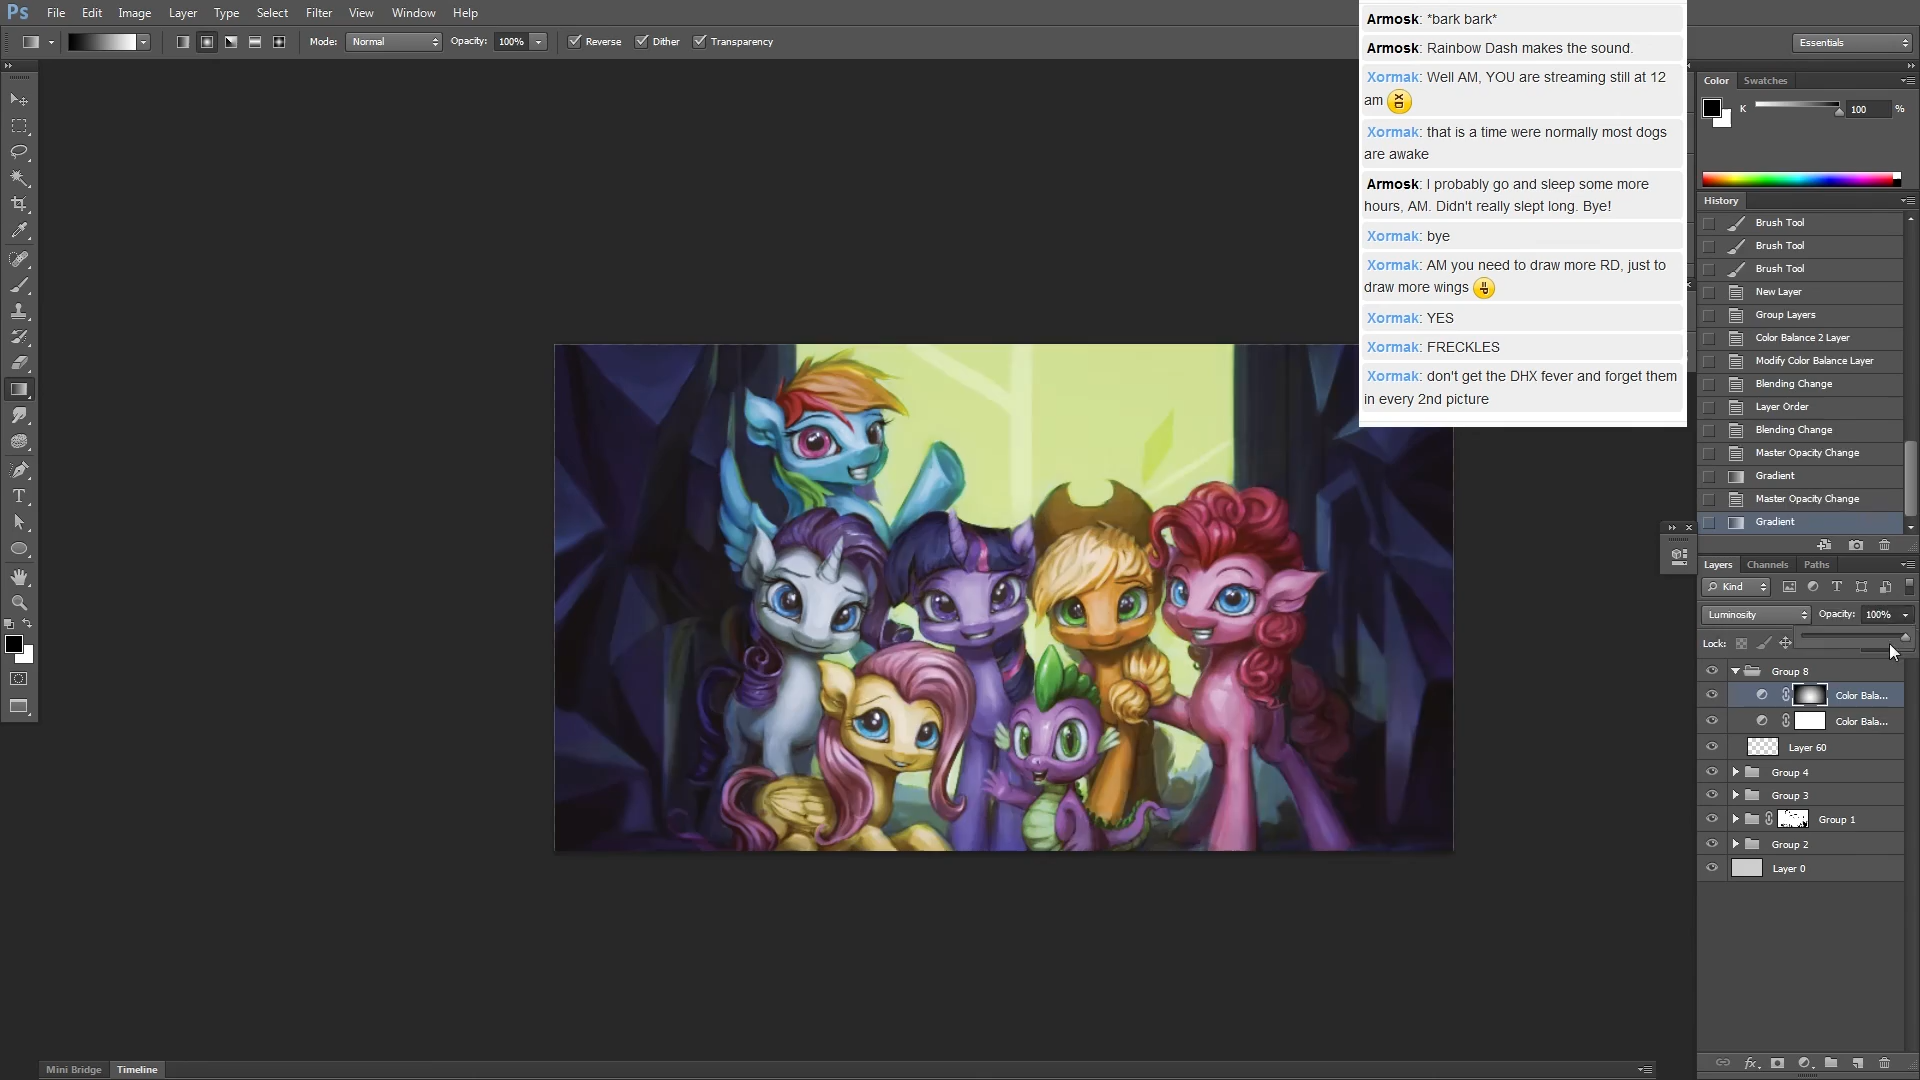 Ps File Edit Image Layer Type Select Filter View Window Help
Mode: Normal Opacity: 100% Reverse Dither Transparency
Essentials
Armosk: *bark bark*
Armosk: Rainbow Dash makes the sound.
Xormak: Well AM, YOU are streaming still at 12
am XD
Xormak: that is a time were normally most dogs
are awake
Armosk: I probably go and sleep some more
hours, AM. Didn't really slept long. Bye!
Xormak: bye
Xormak: AM you need to draw more RD, just to
draw more wings =P
Xormak: YES
Xormak: FRECKLES
Xormak: don't get the DHX fever and forget them
in every 2nd picture
Color Swatches
K 100 %
History
Brush Tool
Brush Tool
Brush Tool
New Layer
Group Layers
Color Balance 2 Layer
Modify Color Balance Layer
Blending Change
Layer Order
Blending Change
Master Opacity Change
Gradient
Master Opacity Change
Gradient
Layers Channels Paths
Kind
Luminosity Opacity: 100%
Lock:
Group 8
Color Bala...
Color Bala...
Layer 60
Group 4
Group 3
Group 1
Group 2
Layer 0
Mini Bridge Timeline